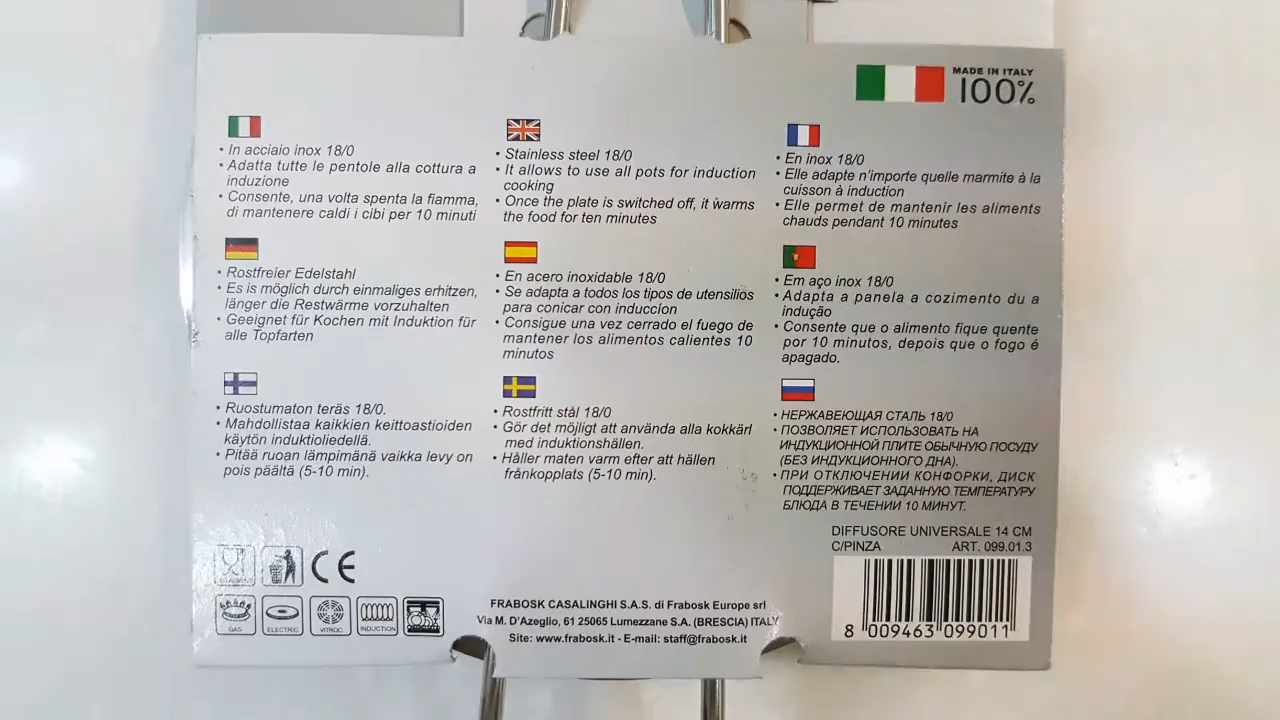 MADE IN ITALY
100%
• In acciaio inox 18/0
• Adatta tutte le pentole alla cottura a
induzione
• Consente, una volta spenta la fiamma,
di mantenere caldi i cibi per 10 minuti
• Stainless steel 18/0
• It allows to use all pots for induction
cooking
• Once the plate is switched off, it warms
the food for ten minutes
• En inox 18/0
• Elle adapte n'importe quelle marmite à la
cuisson à induction
• Elle permet de mantenir les aliments
chauds pendant 10 minutes
• Rostfreier Edelstahl
• Es is möglich durch einmaliges erhitzen,
länger die Restwärme vorzuhalten
• Geeignet für Kochen mit Induktion für
alle Topfarten
• En acero inoxidable 18/0
• Se adapta a todos los tipos de utensilios
para conicar con induccíon
• Consigue una vez cerrado el fuego de
mantener los alimentos calientes 10
minutos
• Em aço inox 18/0
• Adapta a panela a cozimento du a
indução
• Consente que o alimento fique quente
por 10 minutos, depois que o fogo é
apagado.
• Ruostumaton teräs 18/0.
• Mahdollistaa kaikkien keittoastioiden
käytön induktioliedellä.
• Pitää ruoan lämpimänä vaikka levy on
pois päältä (5-10 min).
• Rostfritt stål 18/0
• Gör det möjligt att använda alla kokkärl
med induktionshällen.
• Håller maten varm efter att hällen
frånkopplats (5-10 min).
• НЕРЖАВЕЮЩАЯ СТАЛЬ 18/0
• ПОЗВОЛЯЕТ ИСПОЛЬЗОВАТЬ НА
ИНДУКЦИОННОЙ ПЛИТЕ ОБЫЧНУЮ ПОСУДУ
(БЕЗ ИНДУКЦИОННОГО ДНА).
• ПРИ ОТКЛЮЧЕНИИ КОНФОРКИ, ДИСК
ПОДДЕРЖИВАЕТ ЗАДАННУЮ ТЕМПЕРАТУРУ
БЛЮДА В ТЕЧЕНИИ 10 МИНУТ.
DIFFUSORE UNIVERSALE 14 CM
C/PINZA ART. 099.01.3
8 009463 099011
CE
GAS ELECTRIC VITROC INDUCTION
FRABOSK CASALINGHI S.A.S. di Frabosk Europe srl
Via M. D'Azeglio, 61 25065 Lumezzane S.A. (BRESCIA) ITALY
Site: www.frabosk.it - E-mail: staff@frabosk.it